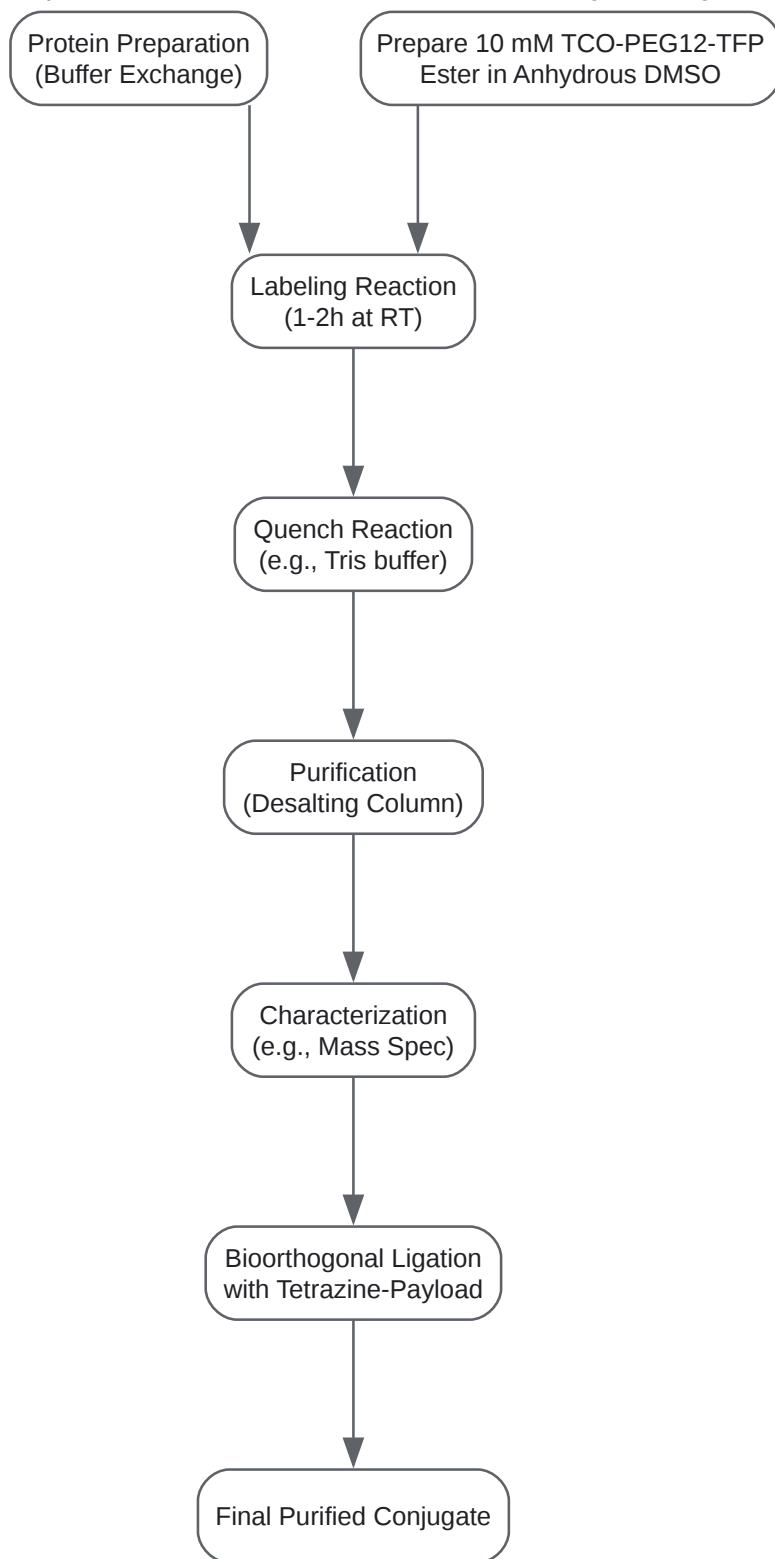 Protein Preparation
(Buffer Exchange)
Prepare 10 mM TCO-PEG12-TFP
Ester in Anhydrous DMSO
Labeling Reaction
(1-2h at RT)
Quench Reaction
(e.g., Tris buffer)
Purification
(Desalting Column)
Characterization
(e.g., Mass Spec)
Bioorthogonal Ligation
with Tetrazine-Payload
Final Purified Conjugate